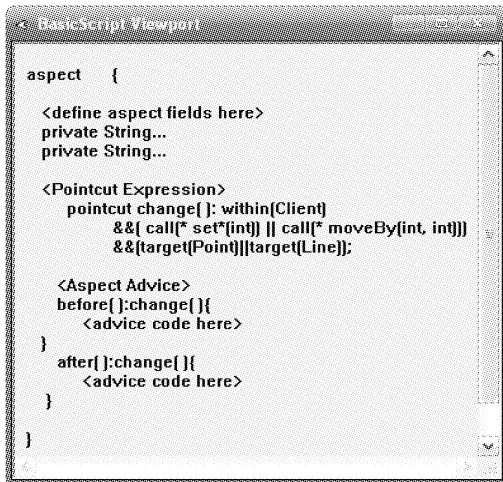 BasicScript Viewport
aspect {
<define aspect fields here>
private String...
private String...
<Pointcut Expression>
pointcut change( ): within(Client)
&&( call(* set*(int)) || call(* moveBy(int, int)))
&&(target(Point)||target(Line));
<Aspect Advice>
before( ):change( ){
<advice code here>
}
after( ):change( ){
<advice code here>
}
}